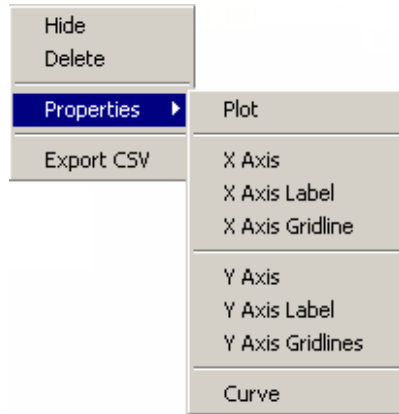 Hide
Delete
Properties
Export CSV
Plot
X Axis
X Axis Label
X Axis Gridline
Y Axis
Y Axis Label
Y Axis Gridlines
Curve